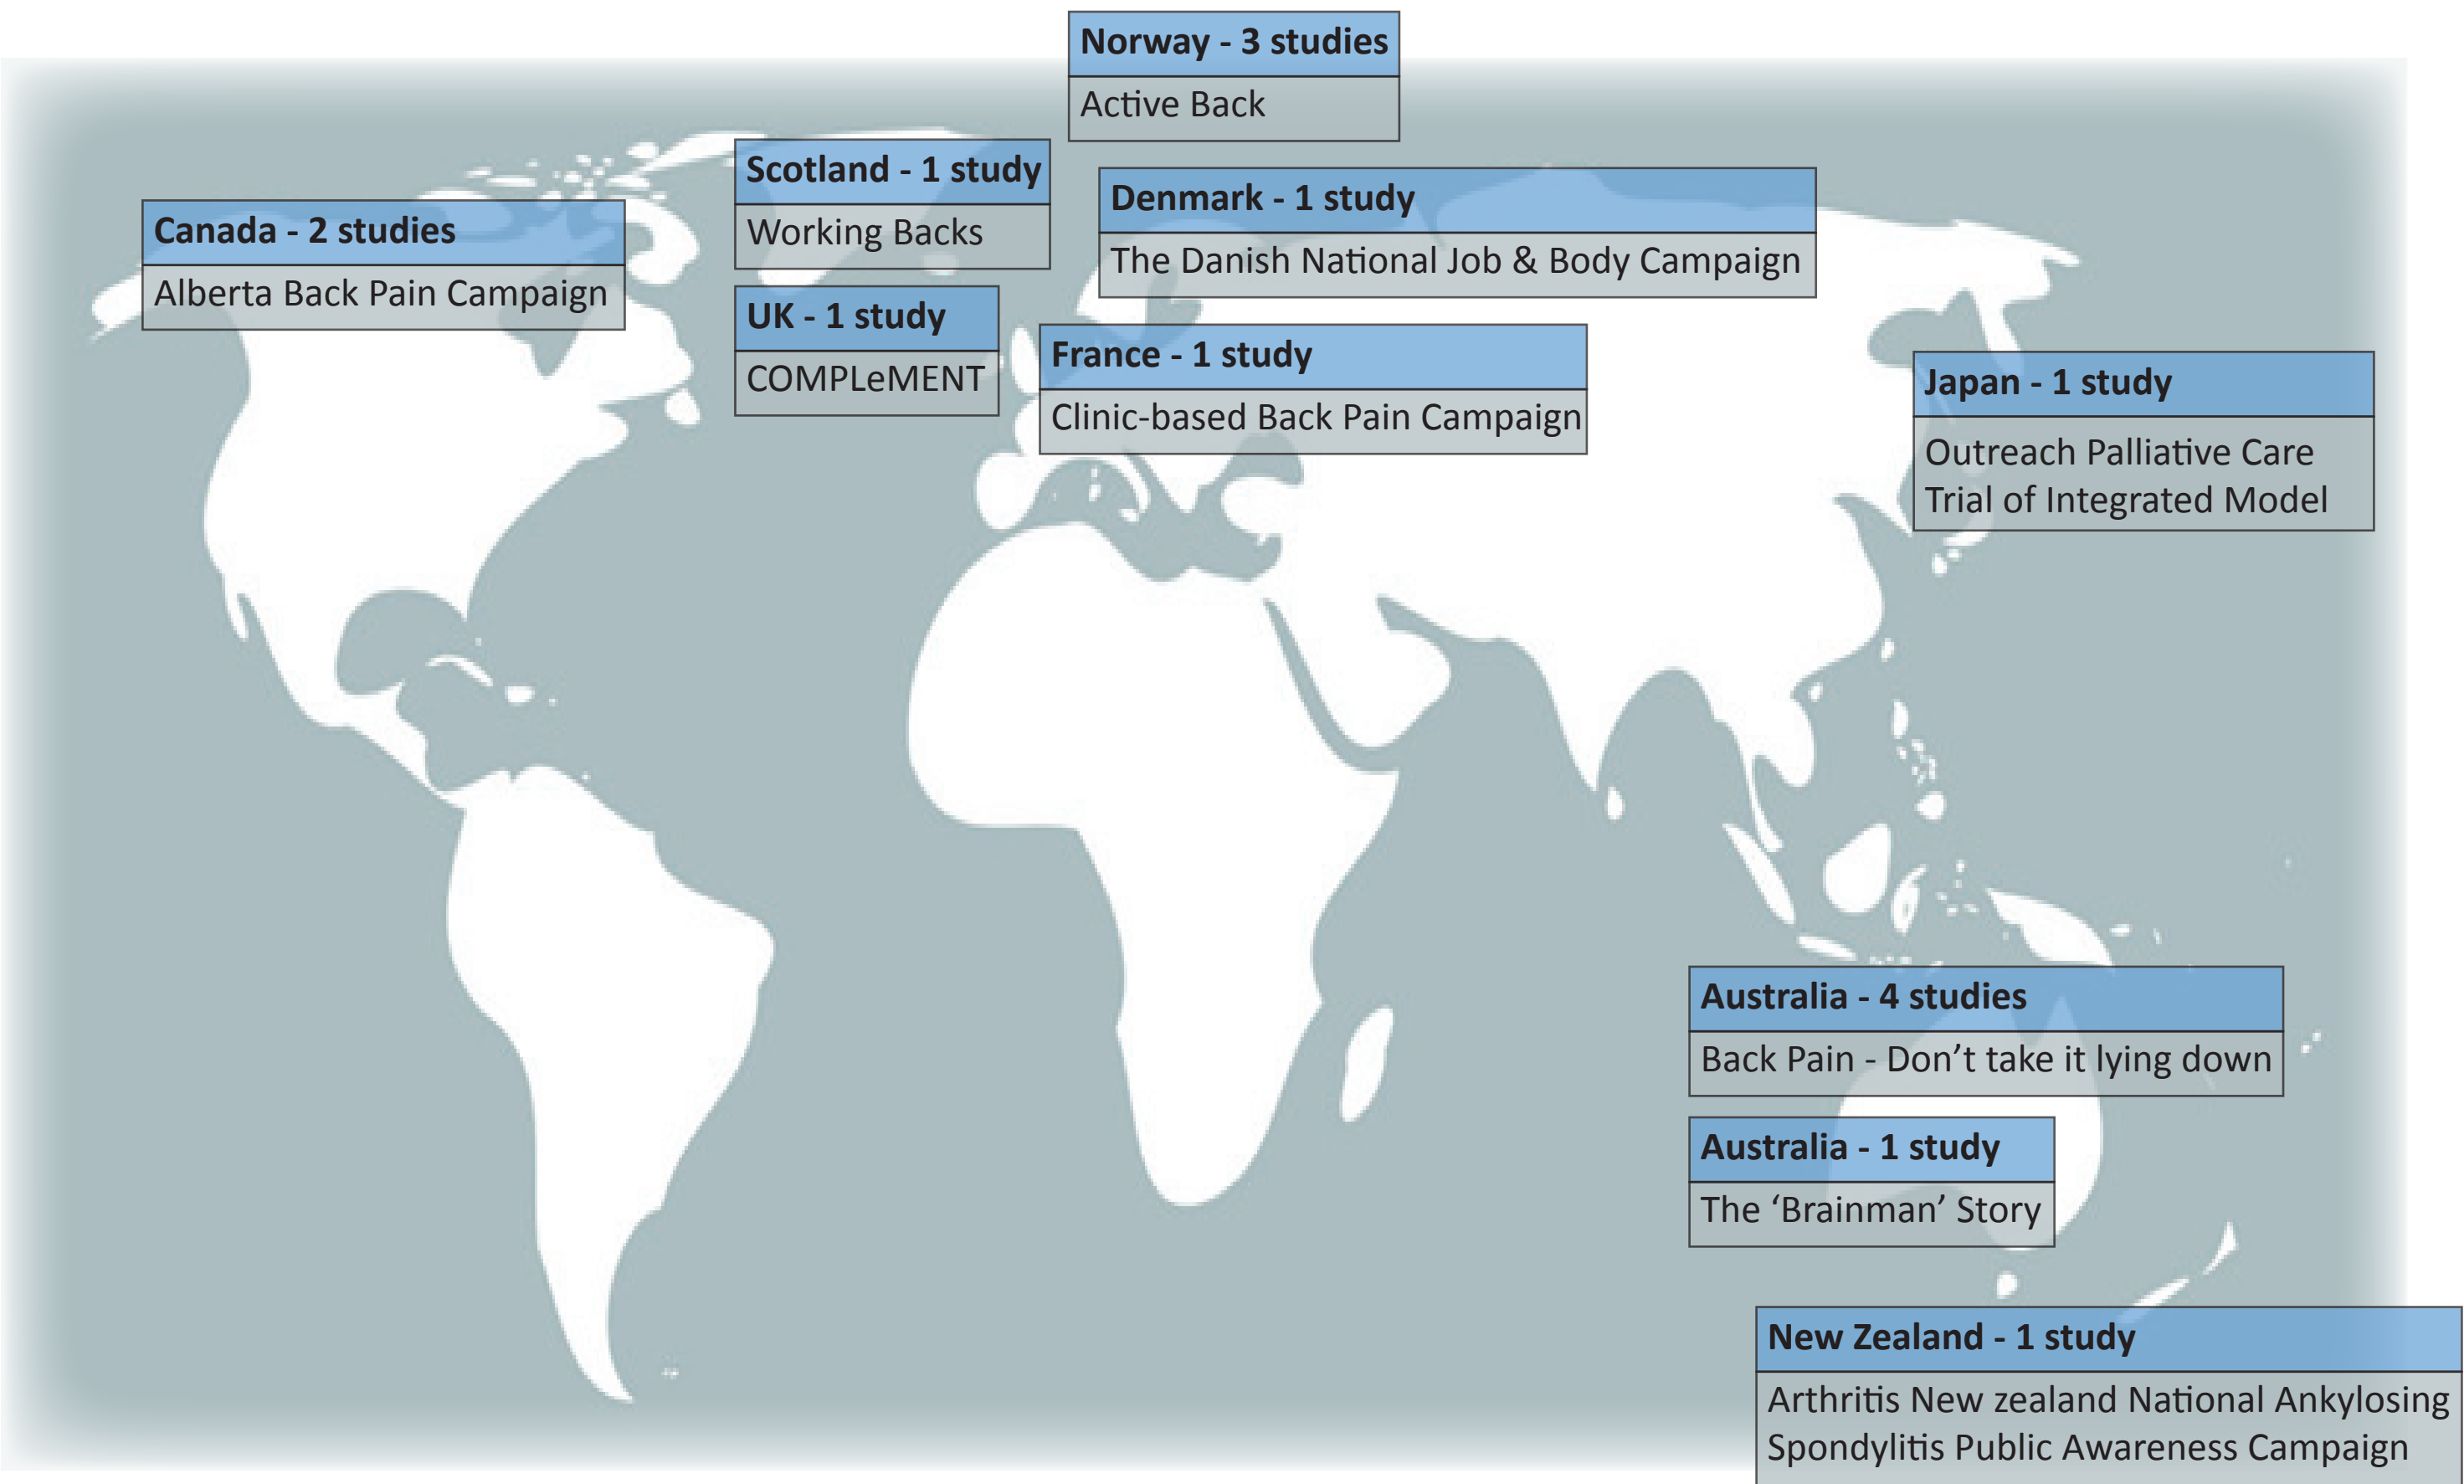 Norway - 3 studies
Active Back
Scotland - 1 study
Working Backs
Denmark - 1 study
The Danish National Job & Body Campaign
Canada - 2 studies
Alberta Back Pain Campaign
UK - 1 study
COMPLeMENT
France - 1 study
Clinic-based Back Pain Campaign
Japan - 1 study
Outreach Palliative Care
Trial of Integrated Model
Australia - 4 studies
Back Pain - Don’t take it lying down
Australia - 1 study
The ‘Brainman’ Story
New Zealand - 1 study
Arthritis New zealand National Ankylosing
Spondylitis Public Awareness Campaign